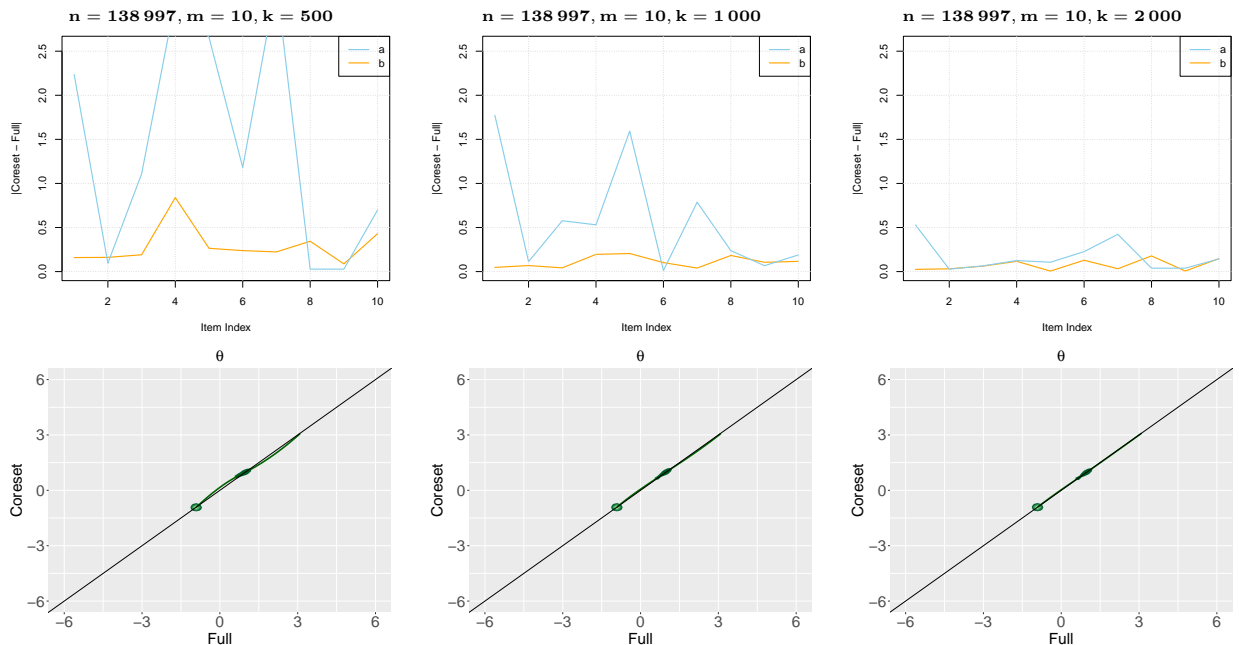 n = 138 997, m = 10, k = 500
2.5
2.0
1.5
1.0
0.5
0.0
|Coreset − Full|
a
b
2 4 6 8 10
Item Index
n = 138 997, m = 10, k = 1 000
2.5
2.0
1.5
1.0
0.5
0.0
|Coreset − Full|
a
b
2 4 6 8 10
Item Index
n = 138 997, m = 10, k = 2 000
2.5
2.0
1.5
1.0
0.5
0.0
|Coreset − Full|
a
b
2 4 6 8 10
Item Index
θ
6
3
0
−3
−6
Coreset
−6 −3 0 3 6
Full
θ
6
3
0
−3
−6
Coreset
−6 −3 0 3 6
Full
θ
6
3
0
−3
−6
Coreset
−6 −3 0 3 6
Full